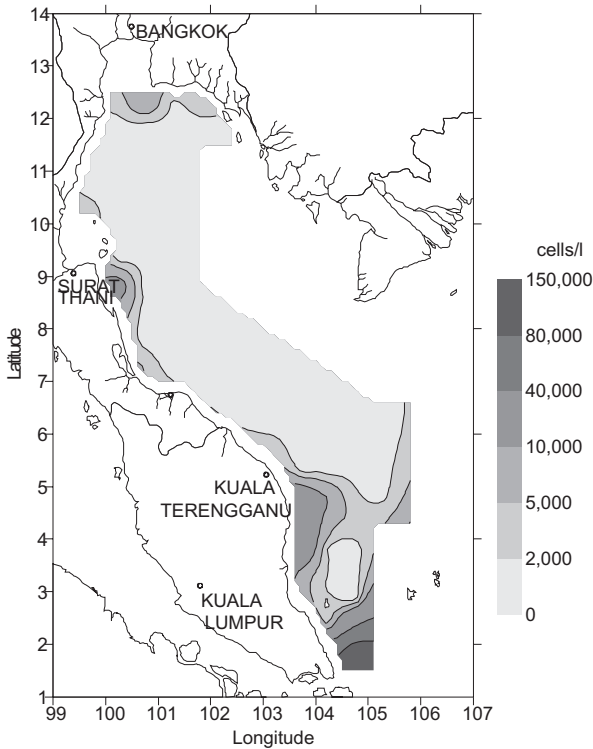 14
BANGKOK
13
12
11
10
9
SURAT
THANI
8
7
6
5
4
3
2
1
Latitude
KUALA
TERENGGANU
KUALA
LUMPUR
99 100 101 102 103 104 105 106 107
Longitude
cells/l
150,000
80,000
40,000
10,000
5,000
2,000
0